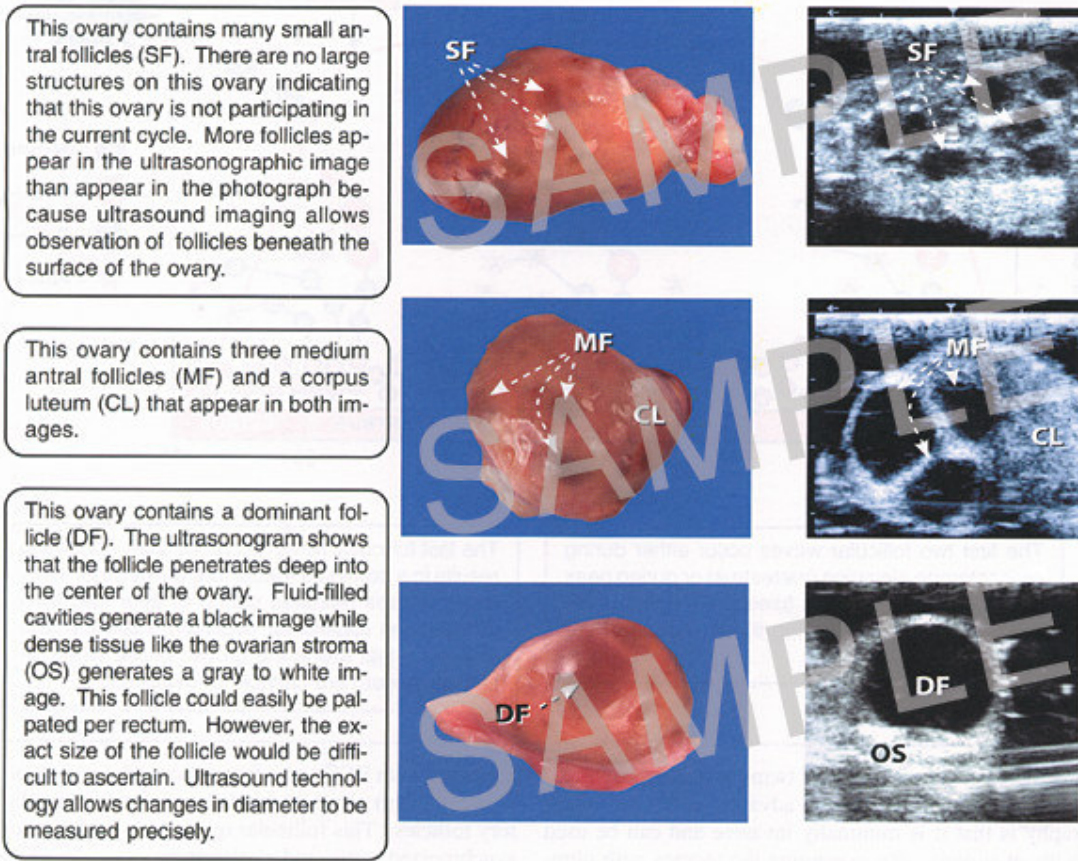 This ovary contains many small an-
tral follicles (SF). There are no large
structures on this ovary indicating
that this ovary is not participating in
the current cycle. More follicles ap-
pear in the ultrasonographic image
than appear in the photograph be-
cause ultrasound imaging allows
observation of follicles beneath the
surface of the ovary.
SF
SF
SAMPLE
This ovary contains three medium
antral follicles (MF) and a corpus
luteum (CL) that appear in both im-
ages.
MF
CL
MF
CL
SAMPLE
This ovary contains a dominant fol-
licle (DF). The ultrasonogram shows
that the follicle penetrates deep into
the center of the ovary. Fluid-filled
cavities generate a black image while
dense tissue like the ovarian stroma
(OS) generates a gray to white im-
age. This follicle could easily be pal-
pated per rectum. However, the ex-
act size of the follicle would be diffi-
cult to ascertain. Ultrasound technol-
ogy allows changes in diameter to be
measured precisely.
DF
DF
OS
SAMPLE
The last two follicular waves occur either during